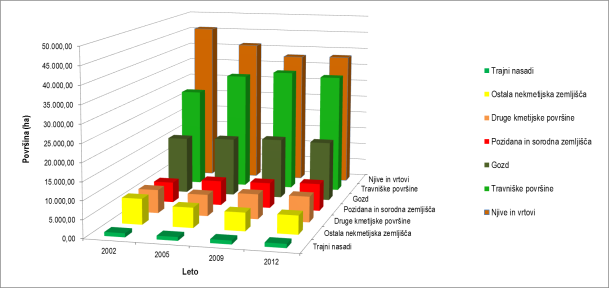 50.000,00
45.000,00
40.000,00
35.000,00
30.000,00
25.000,00
20.000,00
15.000,00
10.000,00
5.000,00
0,00
Površina (ha)
2002
2005
2009
2012
Leto
Njive in vrtovi
Travniške površine
Gozd
Pozidana in sorodna zemljišča
Druge kmetijske površine
Ostala nekmetijska zemljišča
Trajni nasadi
Trajni nasadi
Ostala nekmetijska zemljišča
Druge kmetijske površine
Pozidana in sorodna zemljišča
Gozd
Travniške površine
Njive in vrtovi